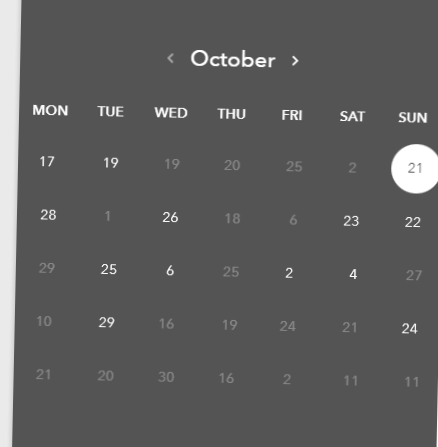 ‹ October ›
MON TUE WED THU FRI SAT SUN
17 19 19 20 25 2 21
28 1 26 18 6 23 22
29 25 6 25 2 4 27
10 29 16 19 24 21 24
21 20 30 16 2 11 11